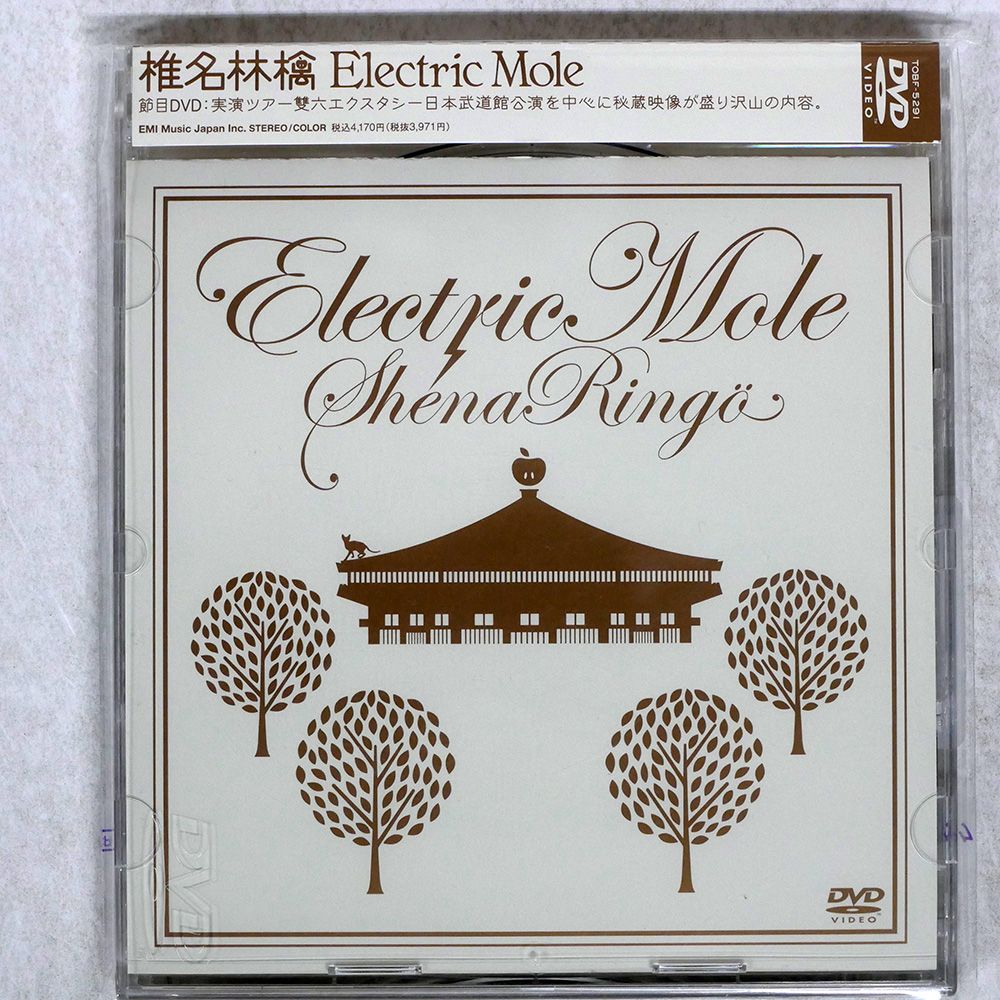 椎名林檎 Electric Mole
節目DVD:実演ツアー雙六エクスタシー日本武道館公演を中心に秘蔵映像が盛り沢山の内容。
EMI Music Japan Inc. STEREO/COLOR 税込4,170円(税抜3,971円)
DVD
VIDEO
TOBF-5291
Electric Mole
Shéna Ringö
DVD
DVD
VIDEO